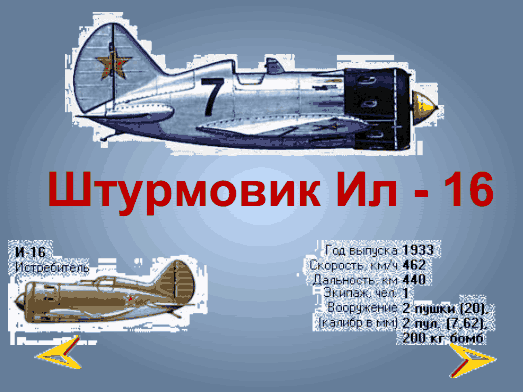 7
Штурмовик Ил - 16
И 16
Истребитель
Год выпуска 1933
Скорость, км/ч 462
Дальность, км 440
Экипаж, чел. 1
Вооружение 2 пушки (20),
(калибр в мм) 2 пул. (7,62),
200 кг бомб